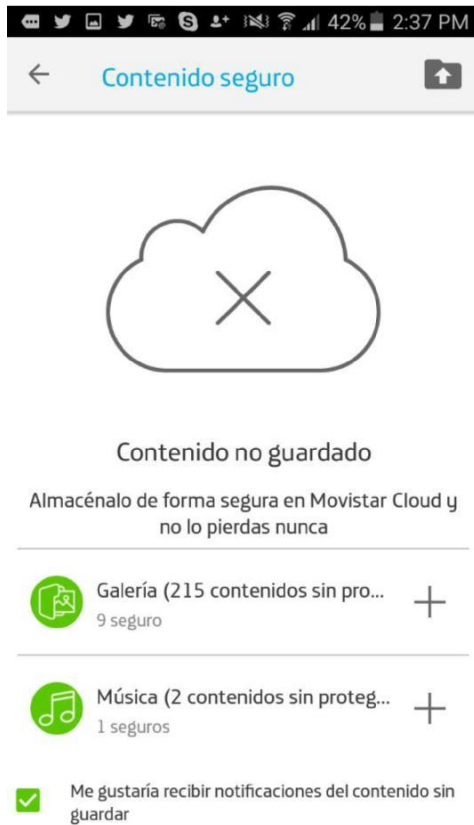 42% 2:37 PM
Contenido seguro
Contenido no guardado
Almacénalo de forma segura en Movistar Cloud y
no lo pierdas nunca
Galería (215 contenidos sin pro...
9 seguro
Música (2 contenidos sin proteg...
1 seguros
Me gustaría recibir notificaciones del contenido sin
guardar